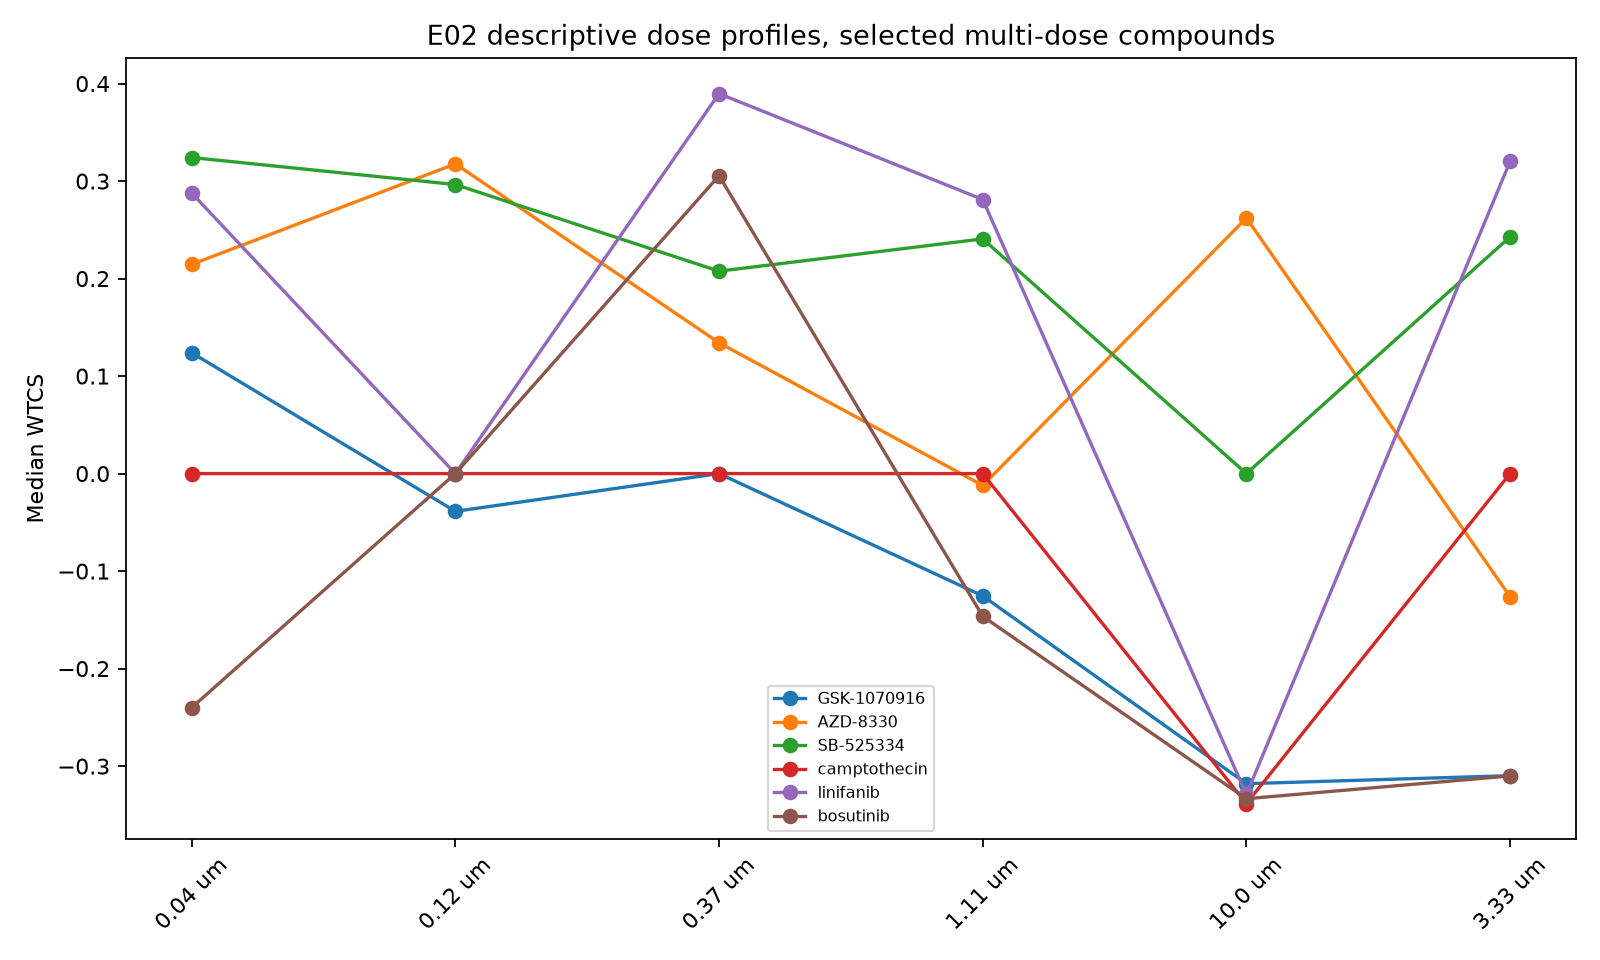 E02 descriptive dose profiles, selected multi-dose compounds
Median WTCS
0.4
0.3
0.2
0.1
0.0
−0.1
−0.2
−0.3
GSK-1070916
AZD-8330
SB-525334
camptothecin
linifanib
bosutinib
0.04 um
0.12 um
0.37 um
1.11 um
10.0 um
3.33 um